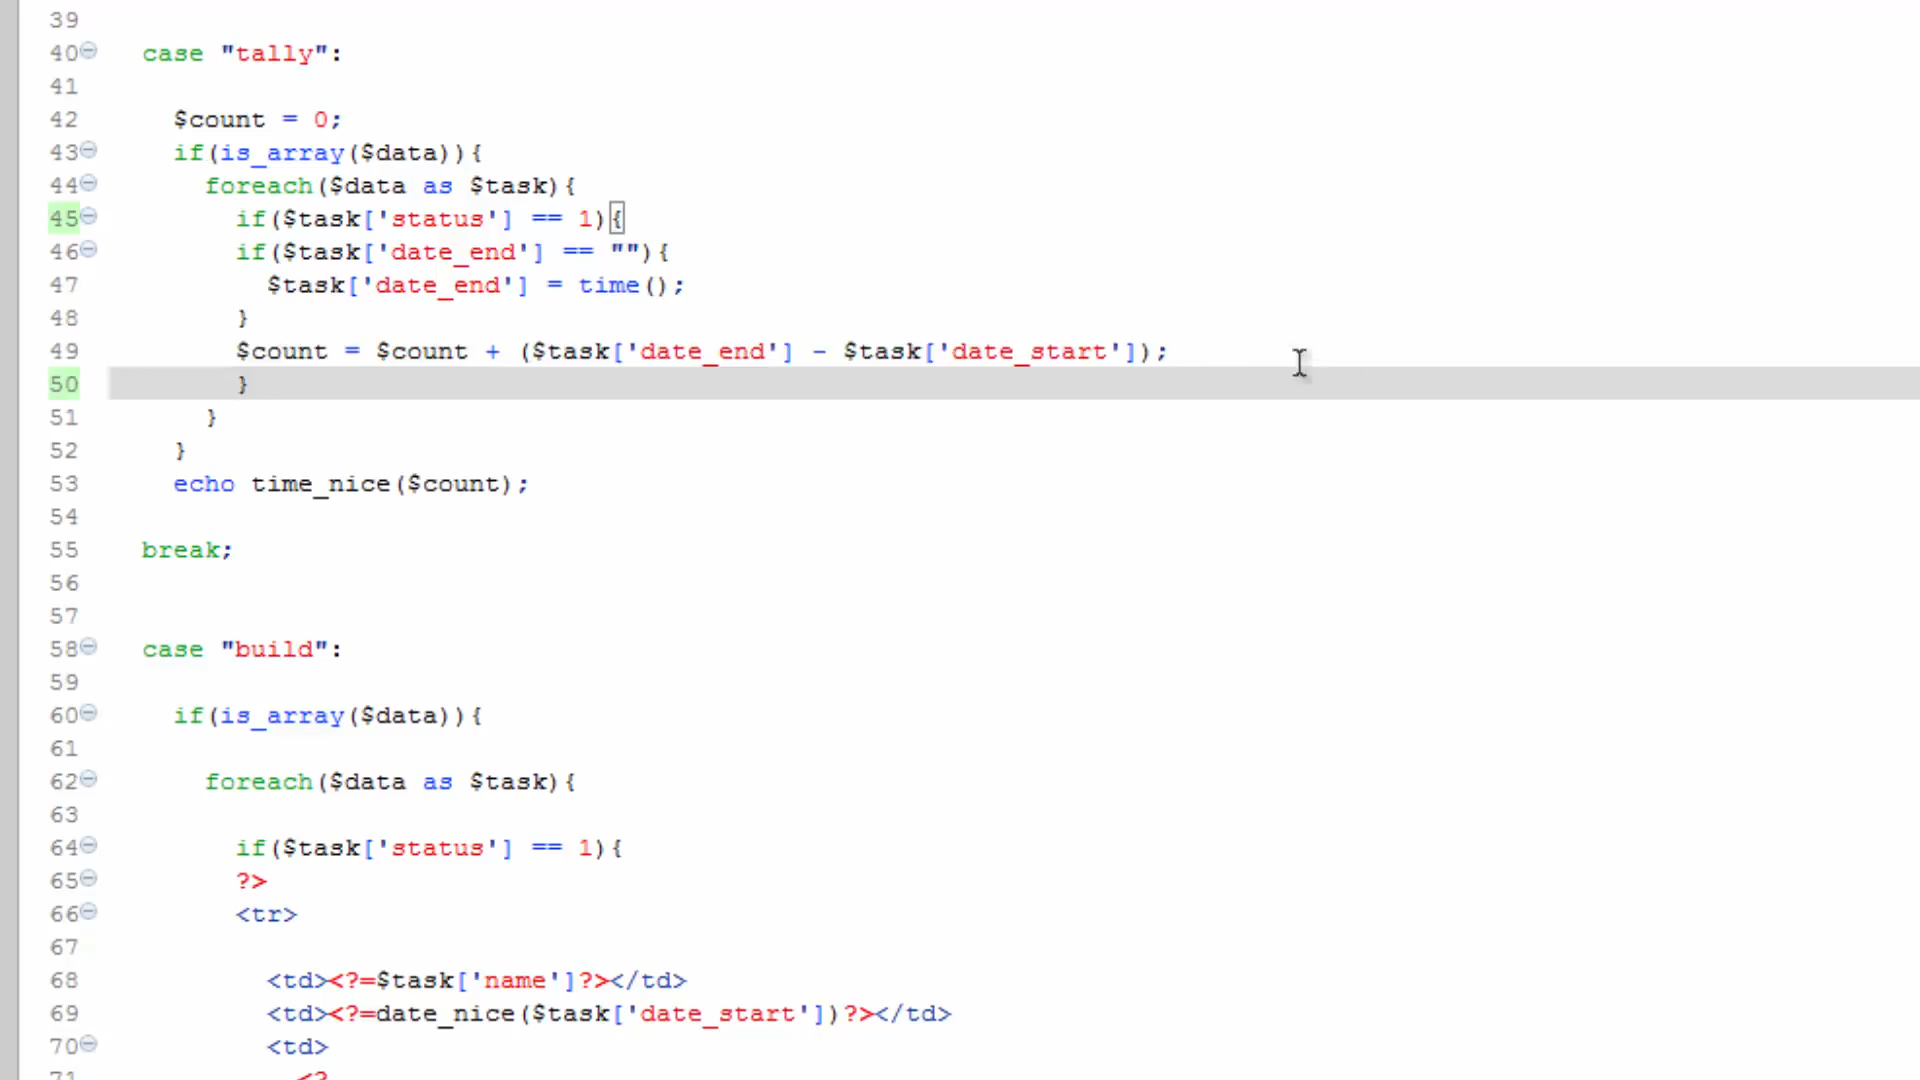 39
40 case "tally":
41
42 $count = 0;
43 if(is_array($data)){
44 foreach($data as $task){
45 if($task['status'] == 1){
46 if($task['date_end'] == ""){
47 $task['date_end'] = time();
48 }
49 $count = $count + ($task['date_end'] - $task['date_start']);
50 }
51 }
52 }
53 echo time_nice($count);
54
55 break;
56
57
58 case "build":
59
60 if(is_array($data)){
61
62 foreach($data as $task){
63
64 if($task['status'] == 1){
65 ?>
66 <tr>
67
68 <td><?=$task['name']?></td>
69 <td><?=date_nice($task['date_start'])?></td>
70 <td>
71 <?